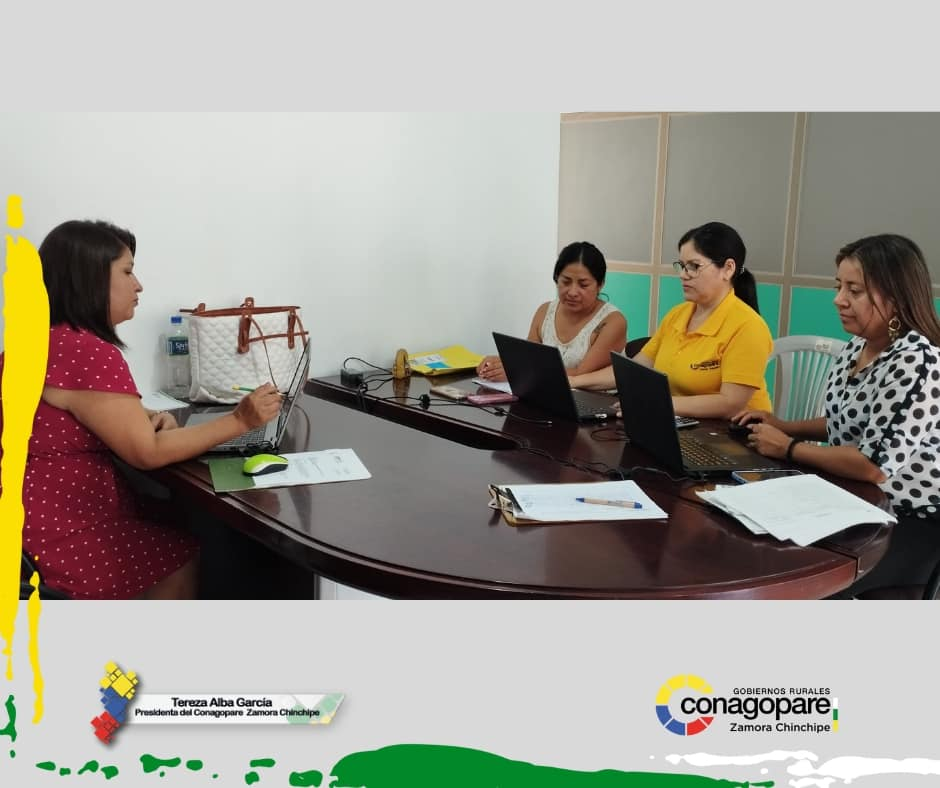 Tereza Alba García
Presidenta del Conagopare Zamora Chinchipe
GOBIERNOS RURALES
conagopare
Zamora Chinchipe